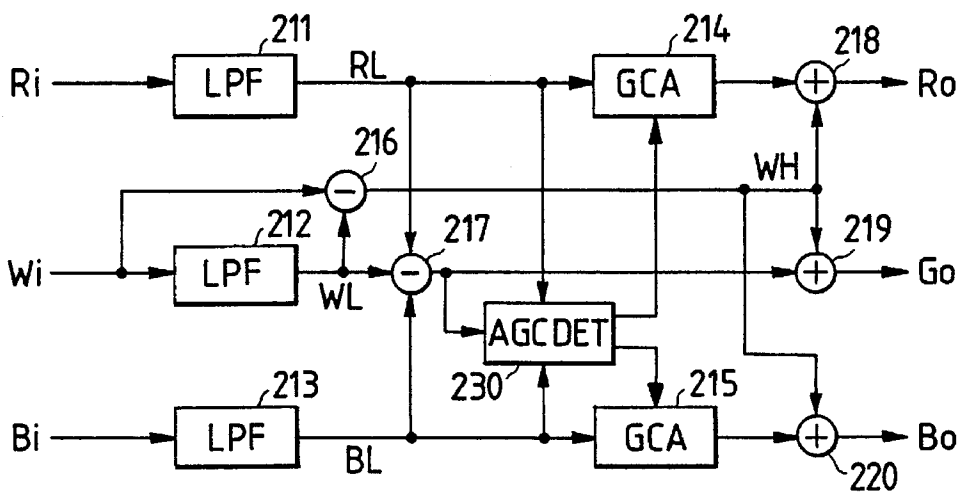 211
214
218
Ri
LPF
RL
GCA
+
Ro
216
−
WH
212
217
219
Wi
LPF
WL
−
+
Go
AGCDET
230
213
215
Bi
LPF
BL
GCA
+
Bo
220